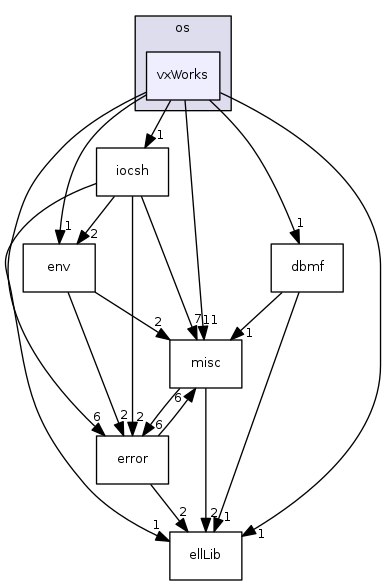 os
vxWorks
1
iocsh
1 2 1
env dbmf
2 7 11 1
misc
6 2 2 6
6
error
1 2 2 1 1
ellLib